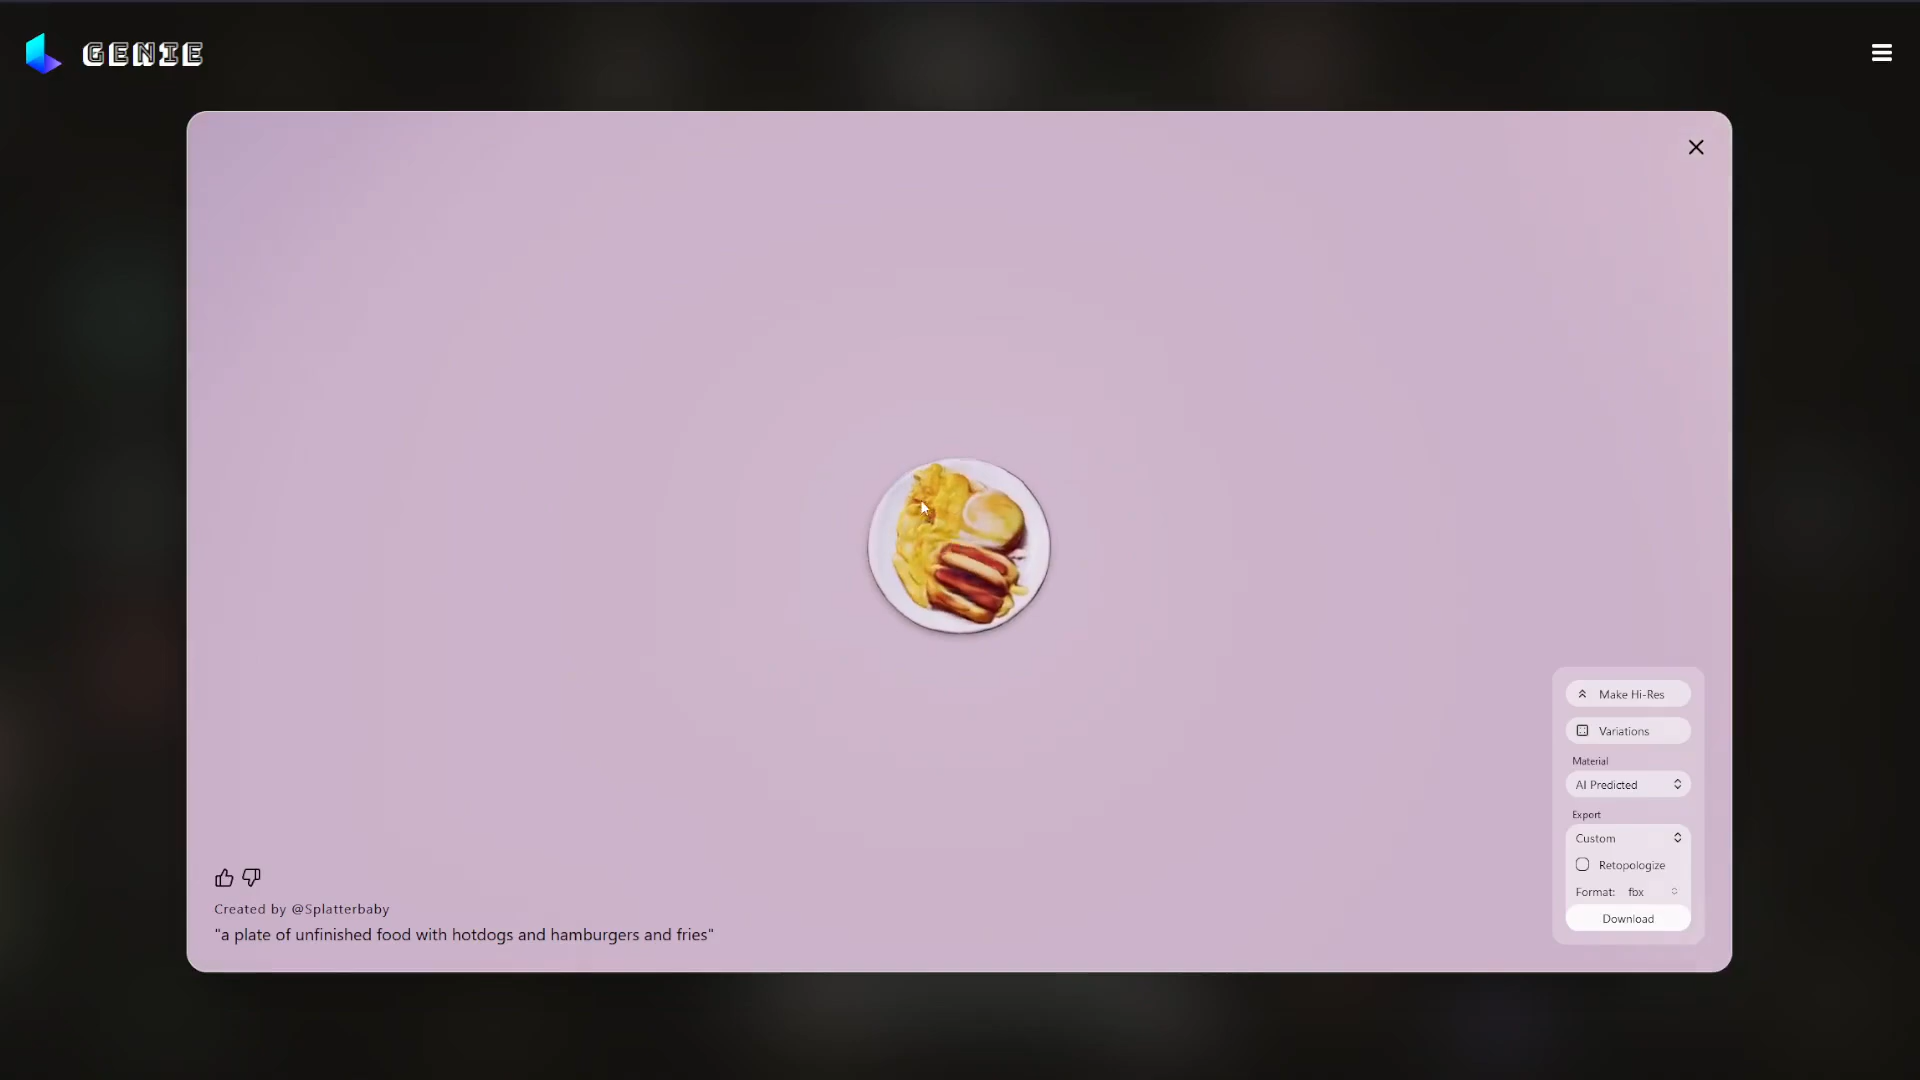 GENIE
Make Hi-Res
Variations
Material
AI Predicted
Export
Custom
Retopologize
Format: fbx
Download
Created by @Splatterbaby
"a plate of unfinished food with hotdogs and hamburgers and fries"